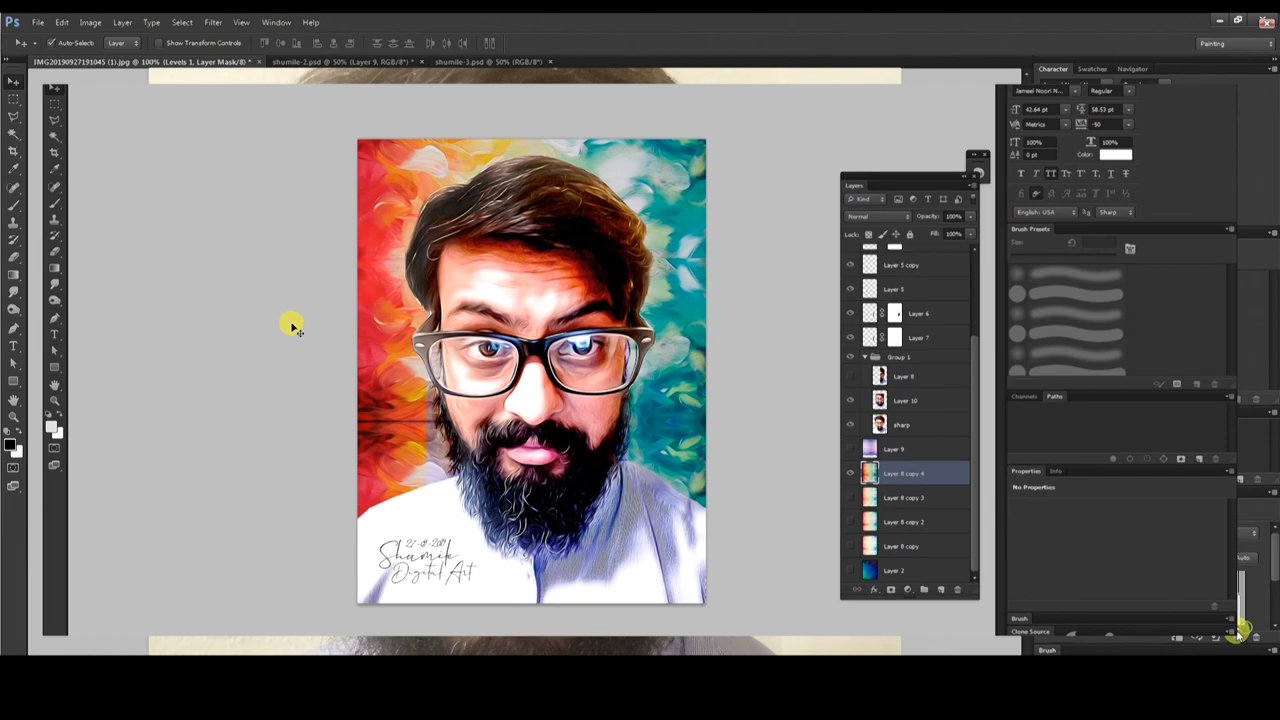 Ps File Edit Image Layer Type Select Filter View Window Help
Auto-Select: Layer Show Transform Controls Painting
IMG20190927191045 (1).jpg @ 100% (Levels 1, Layer Mask/8) * × shumile-2.psd @ 50% (Layer 9, RGB/8*) * × shumile-3.psd @ 50% (RGB/8*) ×
Character Swatches Navigator
Jameel Noori N... Regular
42.64 pt 58.53 pt
Metrics -50
100% 100%
0 pt Color:
English: USA Sharp
Brush Presets
Size:
Channels Paths
Properties Info
No Properties
Auto
Brush
Clone Source
Brush
Layers
Kind
Normal Opacity: 100%
Lock: Fill: 100%
Layer 5 copy
Layer 5
Layer 6
Layer 7
Group 1
Layer 8
Layer 10
sharp
Layer 9
Layer 8 copy 4
Layer 8 copy 3
Layer 8 copy 2
Layer 8 copy
Layer 2
Digital Art